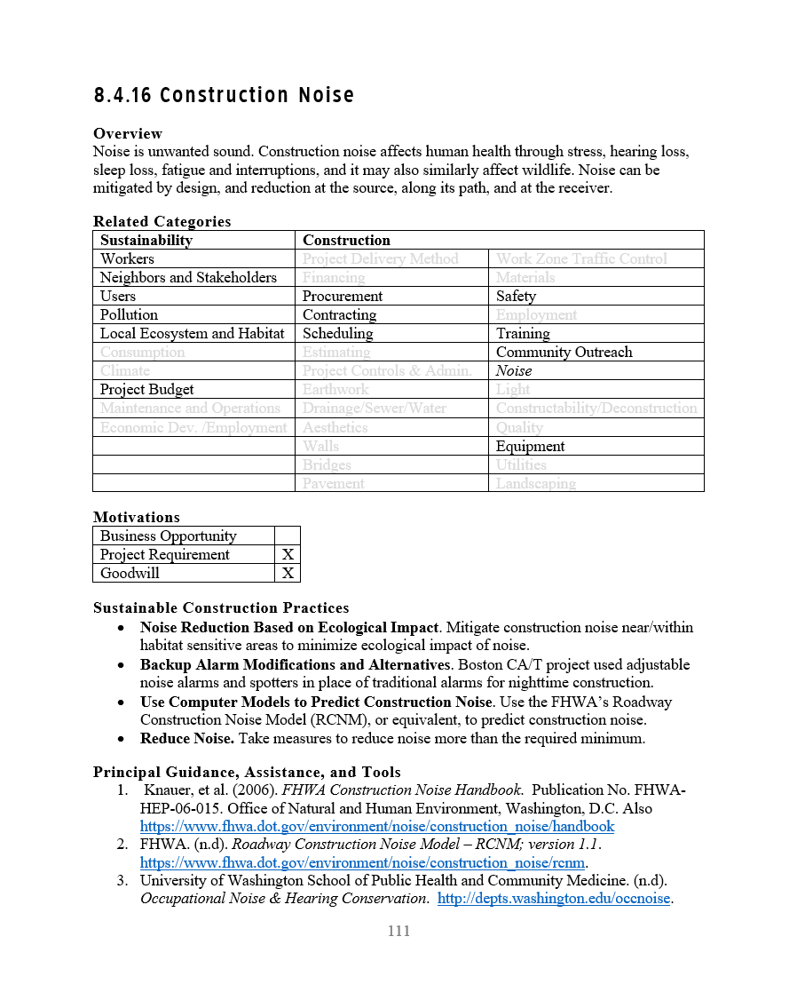 8.4.16 Construction Noise
Overview
Noise is unwanted sound. Construction noise affects human health through stress, hearing loss,
sleep loss, fatigue and interruptions, and it may also similarly affect wildlife. Noise can be
mitigated by design, and reduction at the source, along its path, and at the receiver.
Related Categories
Sustainability Construction
Workers Project Delivery Method Work Zone Traffic Control
Neighbors and Stakeholders Financing Materials
Users Procurement Safety
Pollution Contracting Employment
Local Ecosystem and Habitat Scheduling Training
Consumption Estimating Community Outreach
Climate Project Controls & Admin. Noise
Project Budget Earthwork Light
Maintenance and Operations Drainage/Sewer/Water Constructability/Deconstruction
Economic Dev. /Employment Aesthetics Quality
Walls Equipment
Bridges Utilities
Pavement Landscaping
Motivations
Business Opportunity
Project Requirement X
Goodwill X
Sustainable Construction Practices
• Noise Reduction Based on Ecological Impact. Mitigate construction noise near/within
habitat sensitive areas to minimize ecological impact of noise.
• Backup Alarm Modifications and Alternatives. Boston CA/T project used adjustable
noise alarms and spotters in place of traditional alarms for nighttime construction.
• Use Computer Models to Predict Construction Noise. Use the FHWA's Roadway
Construction Noise Model (RCNM), or equivalent, to predict construction noise.
• Reduce Noise. Take measures to reduce noise more than the required minimum.
Principal Guidance, Assistance, and Tools
1. Knauer, et al. (2006). FHWA Construction Noise Handbook. Publication No. FHWA-
HEP-06-015. Office of Natural and Human Environment, Washington, D.C. Also
https://www.fhwa.dot.gov/environment/noise/construction_noise/handbook
2. FHWA. (n.d). Roadway Construction Noise Model – RCNM; version 1.1.
https://www.fhwa.dot.gov/environment/noise/construction_noise/rcnm.
3. University of Washington School of Public Health and Community Medicine. (n.d).
Occupational Noise & Hearing Conservation. http://depts.washington.edu/occnoise.
111